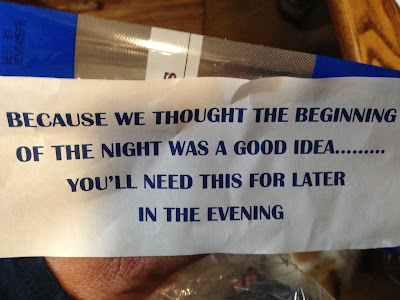 BECAUSE WE THOUGHT THE BEGINNING
OF THE NIGHT WAS A GOOD IDEA.........
YOU'LL NEED THIS FOR LATER
IN THE EVENING